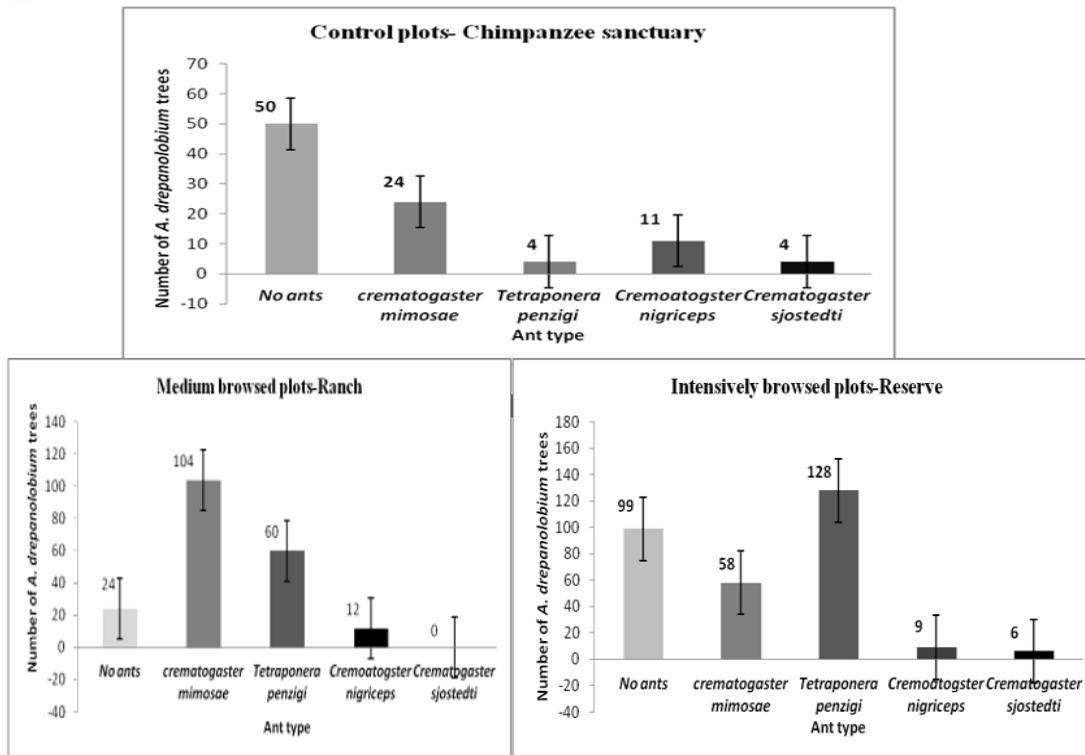 Control plots- Chimpanzee sanctuary
Number of A. drepanolobium trees
70
60
50
40
30
20
10
0
-10
50
24
4
11
4
No ants
crematogaster mimosae
Tetraponera penzigi
Cremoatogster nigriceps
Crematogaster sjostedti
Ant type
Medium browsed plots-Ranch
Number of A. drepanolobium trees
140
120
100
80
60
40
20
0
-20
-40
24
104
60
12
0
No ants
crematogaster mimosae
Tetraponera penzigi
Cremoatogster nigriceps
Crematogaster sjostedti
Ant type
Intensively browsed plots-Reserve
Number of A. drepanolobium trees
180
160
140
120
100
80
60
40
20
0
-20
-40
99
58
128
9
6
No ants
crematogaster mimosae
Tetraponera penzigi
Cremoatogster nigriceps
Crematogaster sjostedti
Ant type